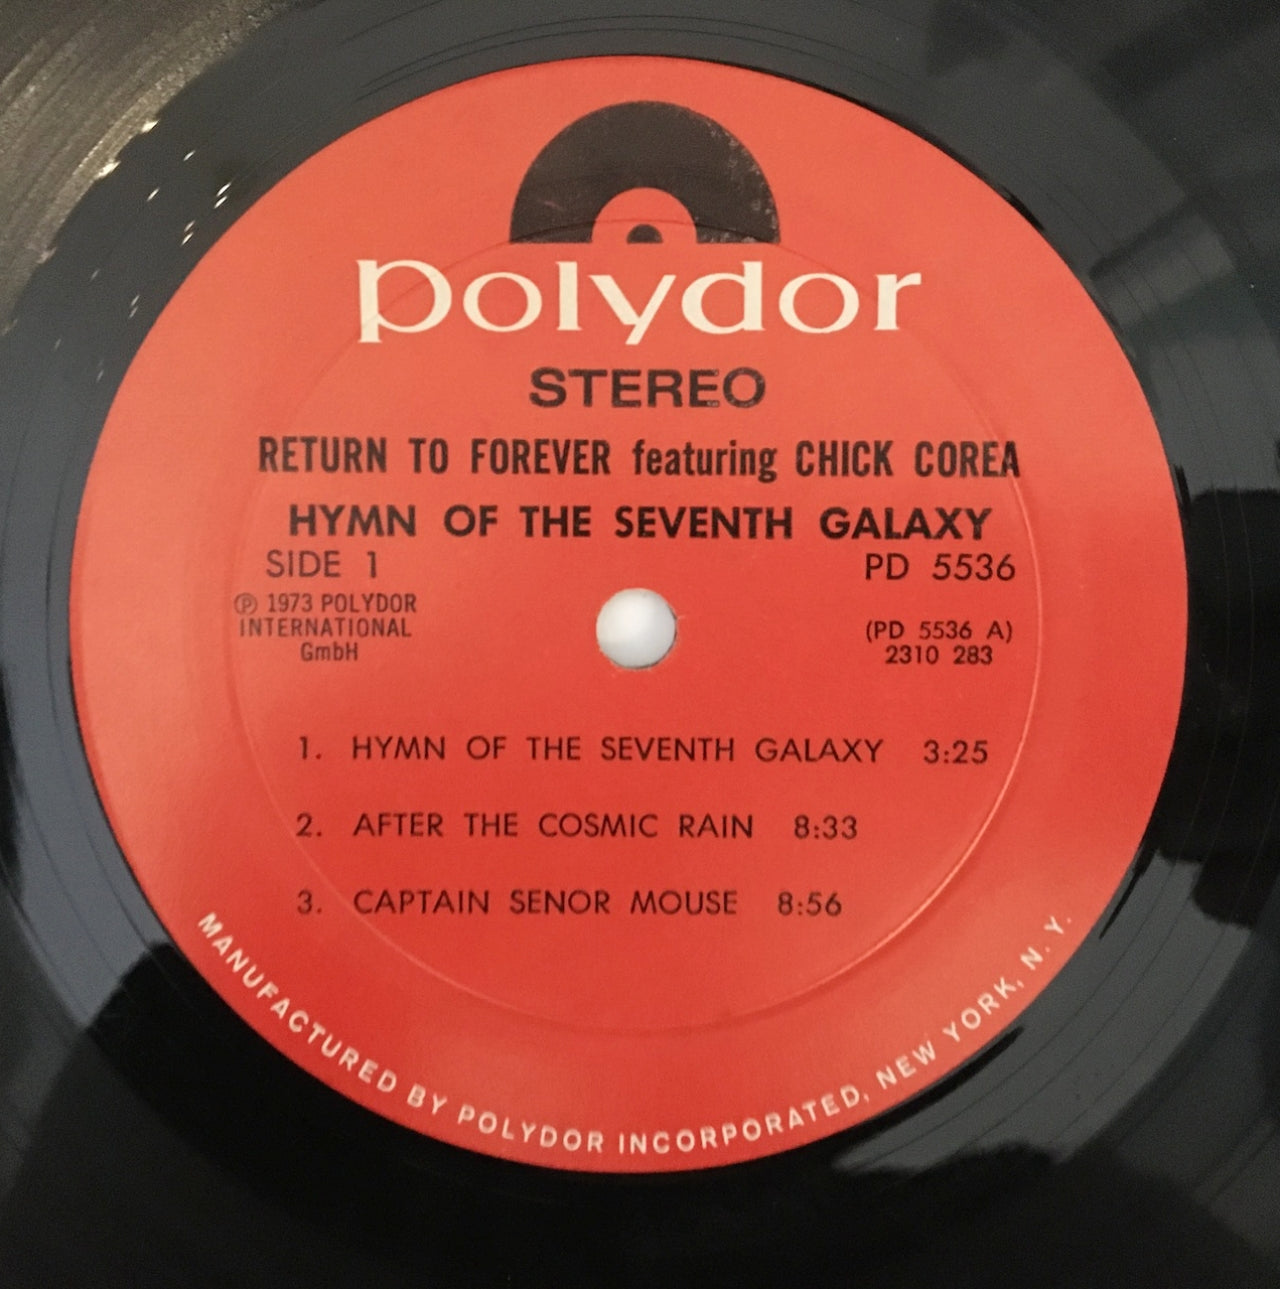 polydor
STEREO
RETURN TO FOREVER featuring CHICK COREA
HYMN OF THE SEVENTH GALAXY
SIDE 1 PD 5536
℗ 1973 POLYDOR
INTERNATIONAL
GmbH
(PD 5536 A)
2310 283
1. HYMN OF THE SEVENTH GALAXY 3:25
2. AFTER THE COSMIC RAIN 8:33
3. CAPTAIN SENOR MOUSE 8:56
MANUFACTURED BY POLYDOR INCORPORATED, NEW YORK, N. Y.